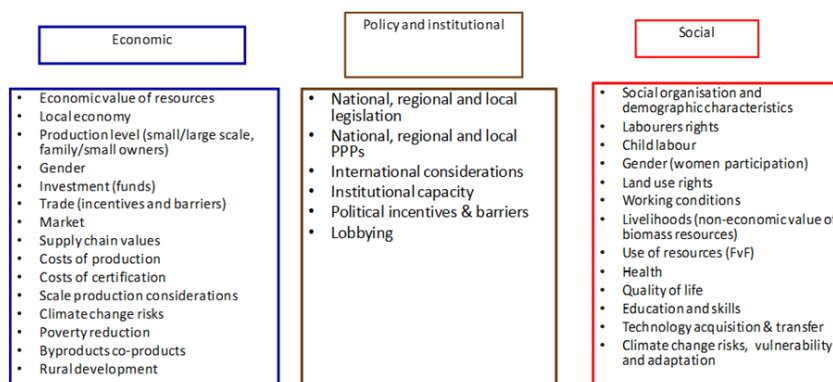 Economic
• Economic value of resources
• Local economy
• Production level (small/large scale,
family/small owners)
• Gender
• Investment (funds)
• Trade (incentives and barriers)
• Market
• Supply chain values
• Costs of production
• Costs of certification
• Scale production considerations
• Climate change risks
• Poverty reduction
• Byproducts co-products
• Rural development
Policy and institutional
• National, regional and local
legislation
• National, regional and local
PPPs
• International considerations
• Institutional capacity
• Political incentives & barriers
• Lobbying
Social
• Social organisation and
demographic characteristics
• Labourers rights
• Child labour
• Gender (women participation)
• Land use rights
• Working conditions
• Livelihoods (non-economic value of
biomass resources)
• Use of resources (FvF)
• Health
• Quality of life
• Education and skills
• Technology acquisition & transfer
• Climate change risks, vulnerability
and adaptation